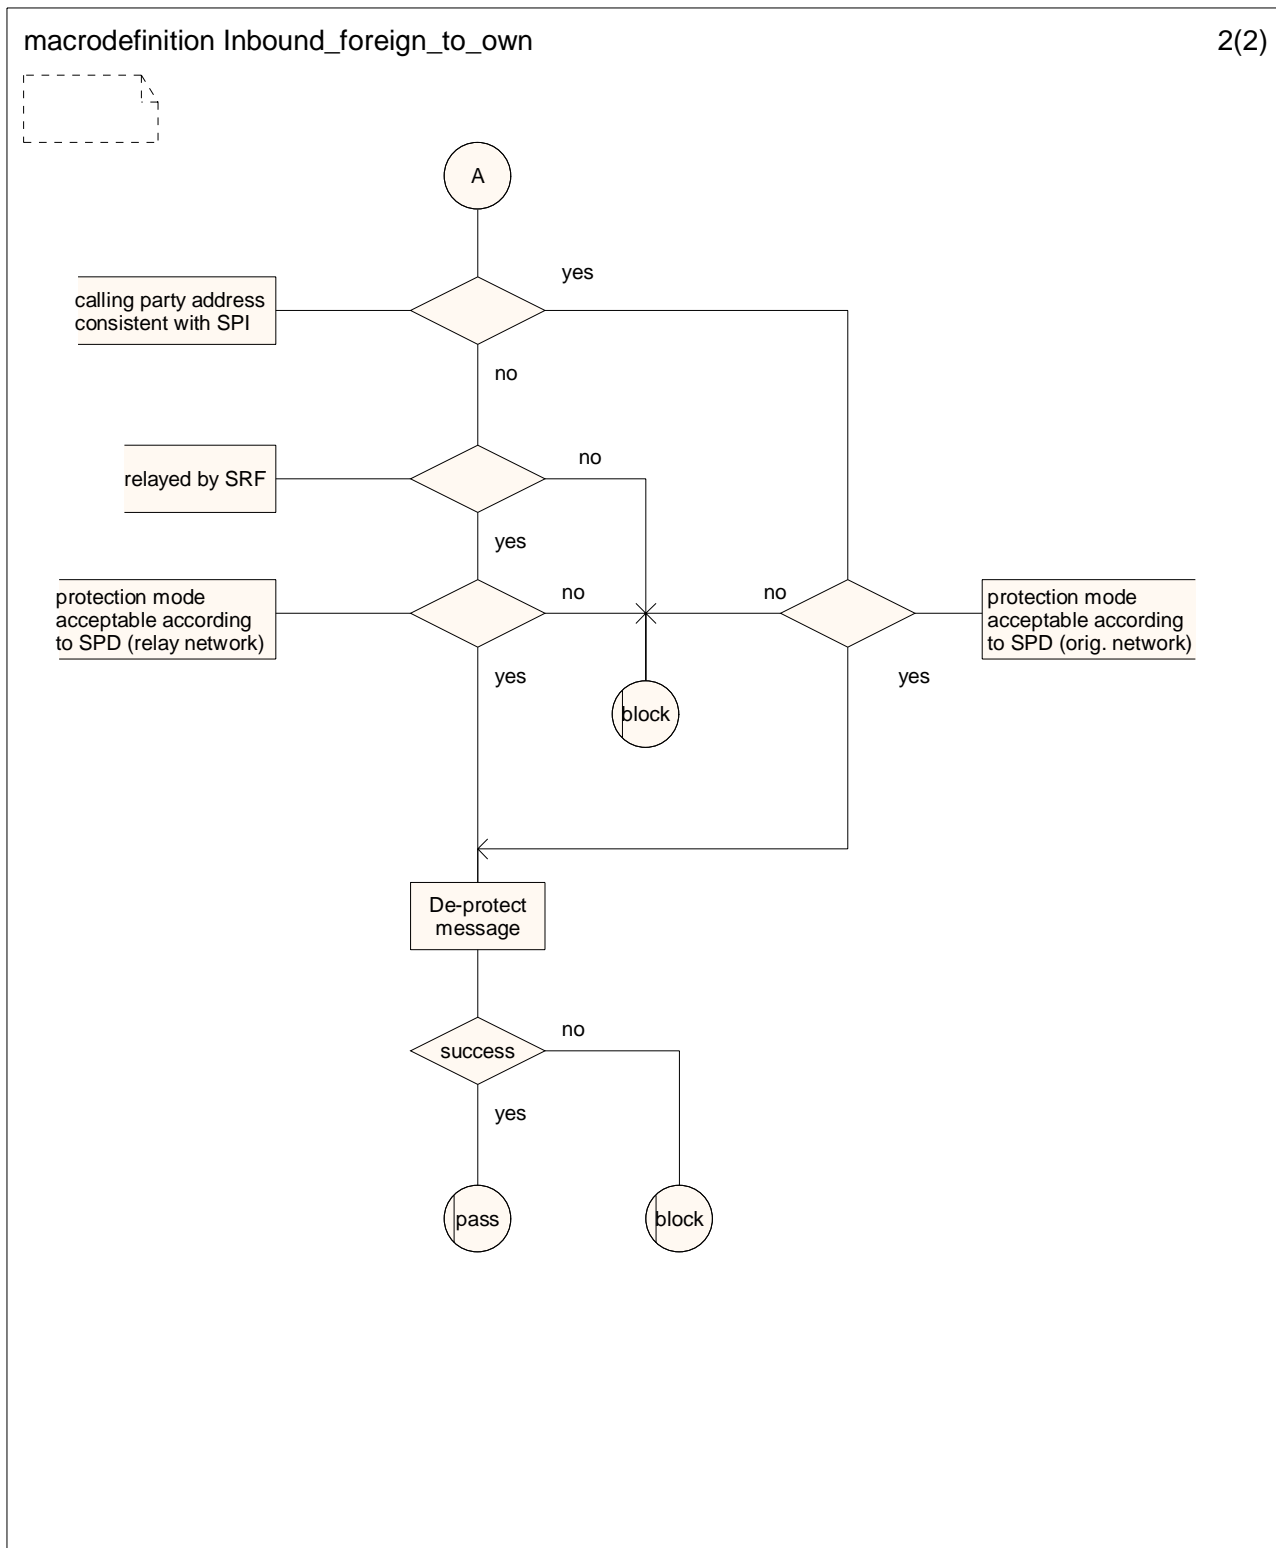 macrodefinition Inbound_foreign_to_own
2(2)
A
yes
calling party address
consistent with SPI
no
no
relayed by SRF
yes
no
no
protection mode
acceptable according
to SPD (relay network)
protection mode
acceptable according
to SPD (orig. network)
yes
yes
block
De-protect
message
no
success
yes
pass
block